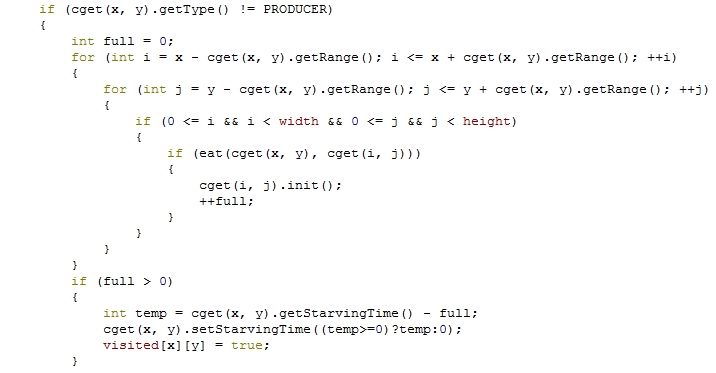 if (cget(x, y).getType() != PRODUCER)
{
int full = 0;
for (int i = x - cget(x, y).getRange(); i <= x + cget(x, y).getRange(); ++i)
{
for (int j = y - cget(x, y).getRange(); j <= y + cget(x, y).getRange(); ++j)
{
if (0 <= i && i < width && 0 <= j && j < height)
{
if (eat(cget(x, y), cget(i, j)))
{
cget(i, j).init();
++full;
}
}
}
}
if (full > 0)
{
int temp = cget(x, y).getStarvingTime() - full;
cget(x, y).setStarvingTime((temp>=0)?temp:0);
visited[x][y] = true;
}